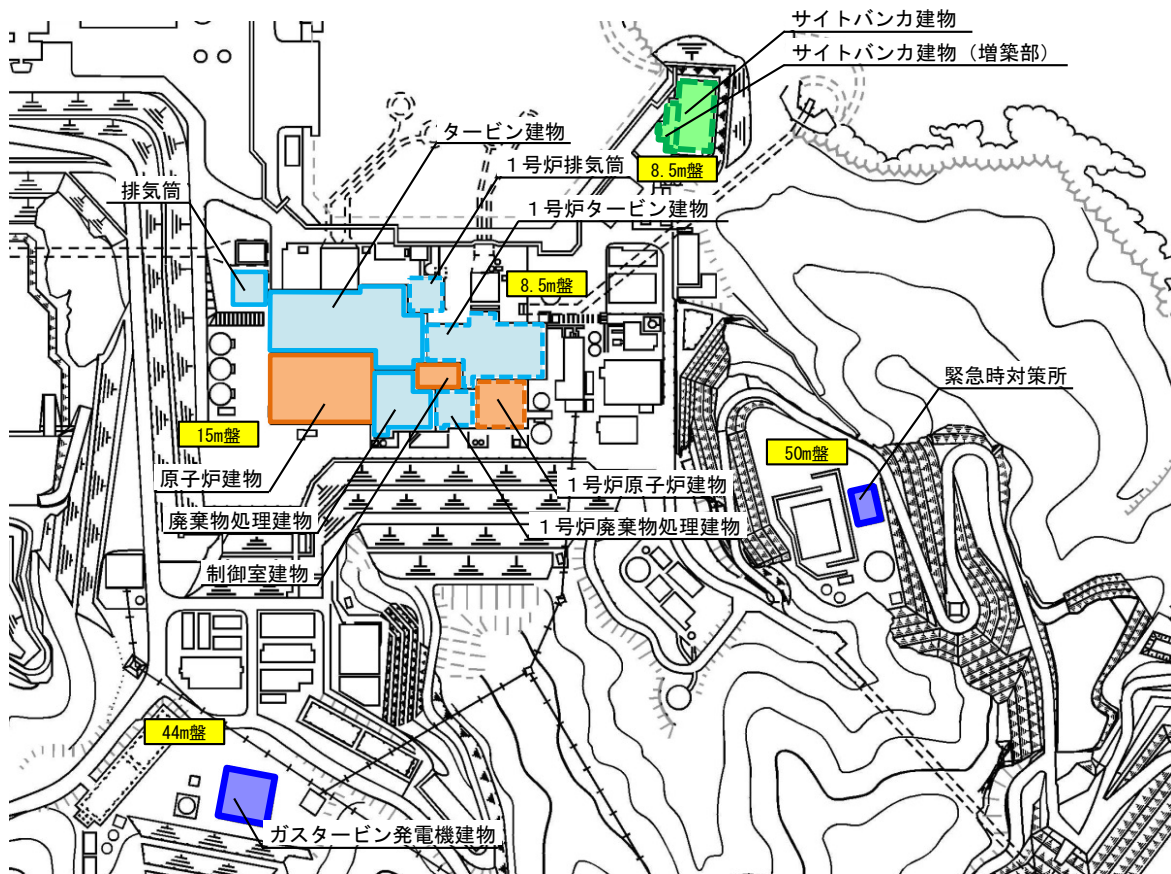 サイトバンカ建物
サイトバンカ建物（増築部）
タービン建物
１号炉排気筒
8.5m盤
排気筒
１号炉タービン建物
8.5m盤
緊急時対策所
15m盤
50m盤
原子炉建物
１号炉原子炉建物
廃棄物処理建物
１号炉廃棄物処理建物
制御室建物
44m盤
ガスタービン発電機建物